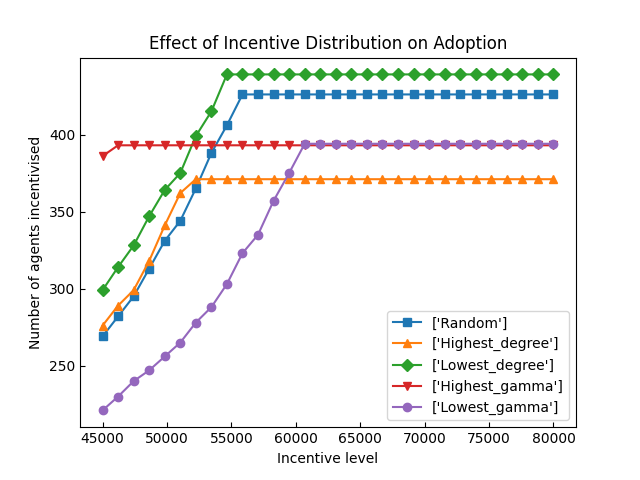 Effect of Incentive Distribution on Adoption
Number of agents incentivised
400
350
300
250
['Random']
['Highest_degree']
['Lowest_degree']
['Highest_gamma']
['Lowest_gamma']
45000 50000 55000 60000 65000 70000 75000 80000
Incentive level